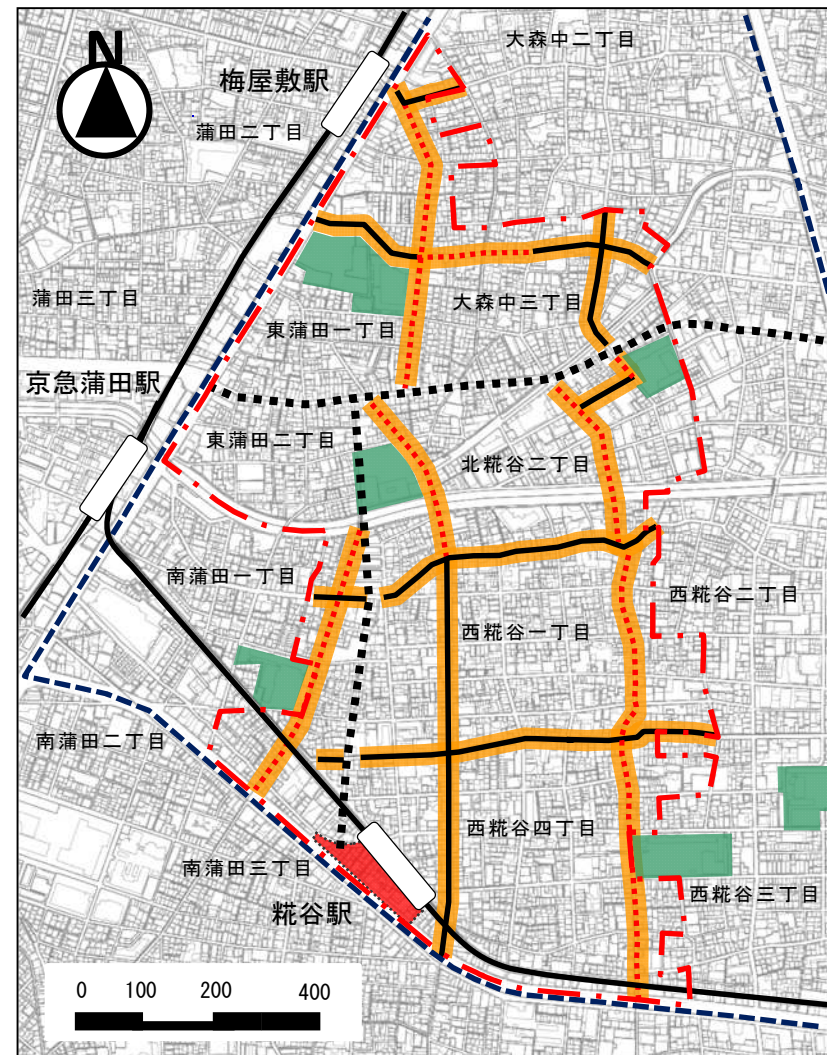 N
大森中二丁目
梅屋敷駅
蒲田二丁目
蒲田三丁目
大森中三丁目
東蒲田一丁目
京急蒲田駅
東蒲田二丁目
北糀谷二丁目
南蒲田一丁目
西糀谷二丁目
西糀谷一丁目
南蒲田二丁目
西糀谷四丁目
南蒲田三丁目
西糀谷三丁目
糀谷駅
0 100 200 400